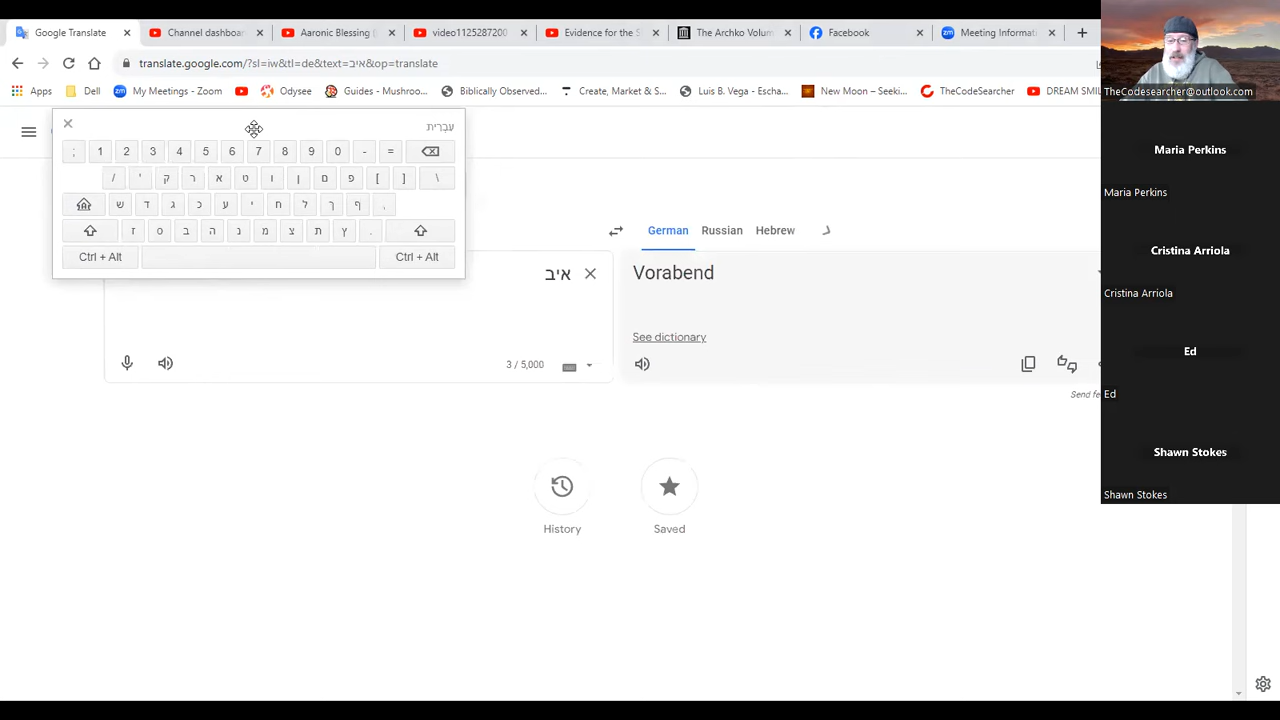 Google Translate
Channel dashboar
Aaronic Blessing (
video1125287200
Evidence for the S
The Archko Volum
Facebook
Meeting Informati
translate.google.com/?sl=iw&tl=de&text=איב&op=translate
Apps
Dell
My Meetings - Zoom
Odysee
Guides - Mushroo...
Biblically Observed...
Create, Market & S...
Luis B. Vega - Escha...
New Moon – Seeki...
TheCodesearcher
DREAM SMIL
TheCodesearcher@outlook.com
עברית
; 1 2 3 4 5 6 7 8 9 0 - =
/ ' ק ר א ט ו ן ם פ [ ] \
ש ד ג כ ע י ח ל ך ף ,
ז ס ב ה נ מ צ ת ץ .
Ctrl + Alt
Ctrl + Alt
German
Russian
Hebrew
איב
Vorabend
See dictionary
3 / 5,000
Send fe
History
Saved
Maria Perkins
Maria Perkins
Cristina Arriola
Cristina Arriola
Ed
Ed
Shawn Stokes
Shawn Stokes